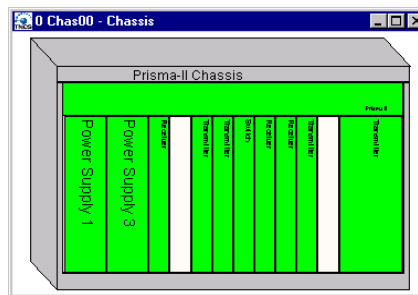 TNCS
0 Chas00 - Chassis
Prisma-II Chassis
Prisma II
Power Supply 1
Power Supply 3
Receiver
Transmitter
Transmitter
Switch
Receiver
Receiver
Transmitter
Transmitter